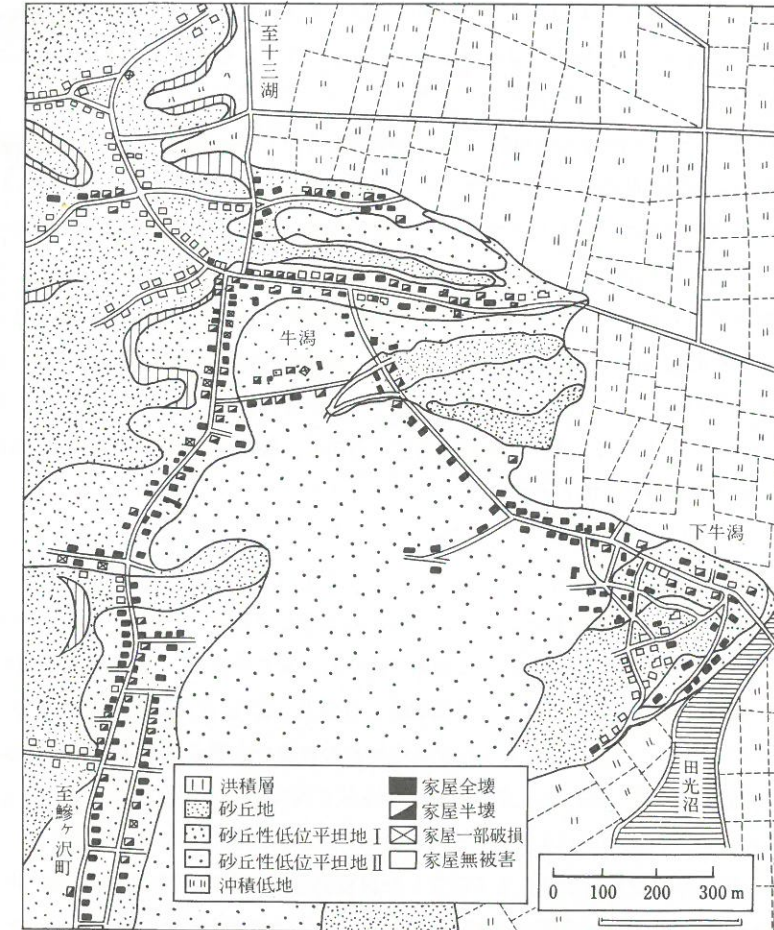 至十三湖
牛潟
下牛潟
田光沼
至鰺ヶ沢町
洪積層
砂丘地
砂丘性低位平坦地 I
砂丘性低位平坦地 II
沖積低地
家屋全壊
家屋半壊
家屋一部破損
家屋無被害
0 100 200 300 m